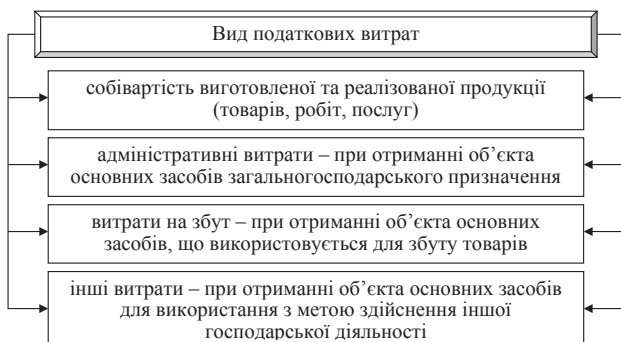 Вид податкових витрат
собівартість виготовленої та реалізованої продукції
(товарів, робіт, послуг)
адміністративні витрати – при отриманні об’єкта
основних засобів загальногосподарського призначення
витрати на збут – при отриманні об’єкта основних
засобів, що використовується для збуту товарів
інші витрати – при отриманні об’єкта основних засобів
для використання з метою здійснення іншої
господарської діяльності